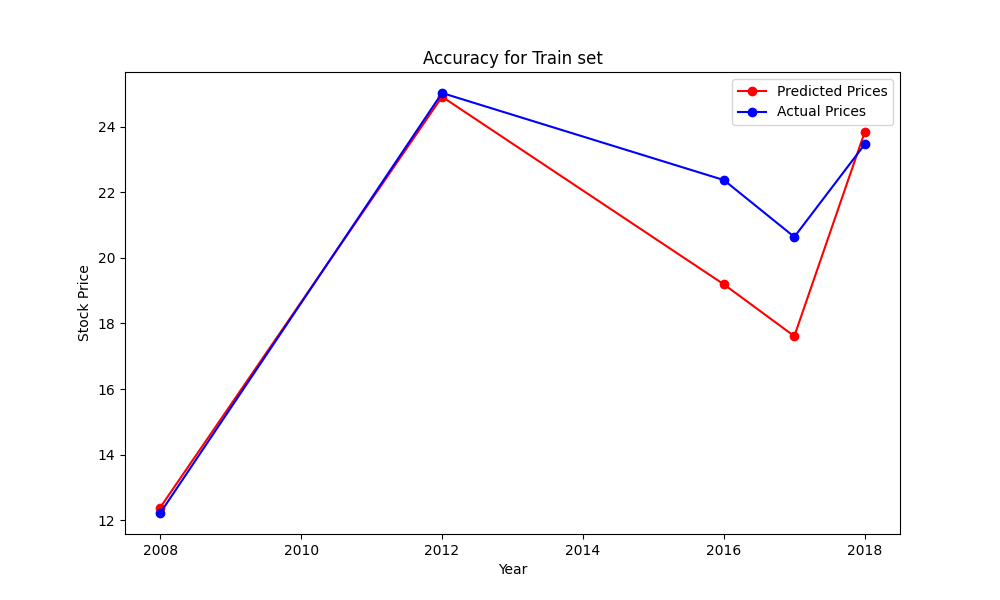 Accuracy for Train set
Predicted Prices
Actual Prices
Stock Price
24
22
20
18
16
14
12
2008 2010 2012 2014 2016 2018
Year